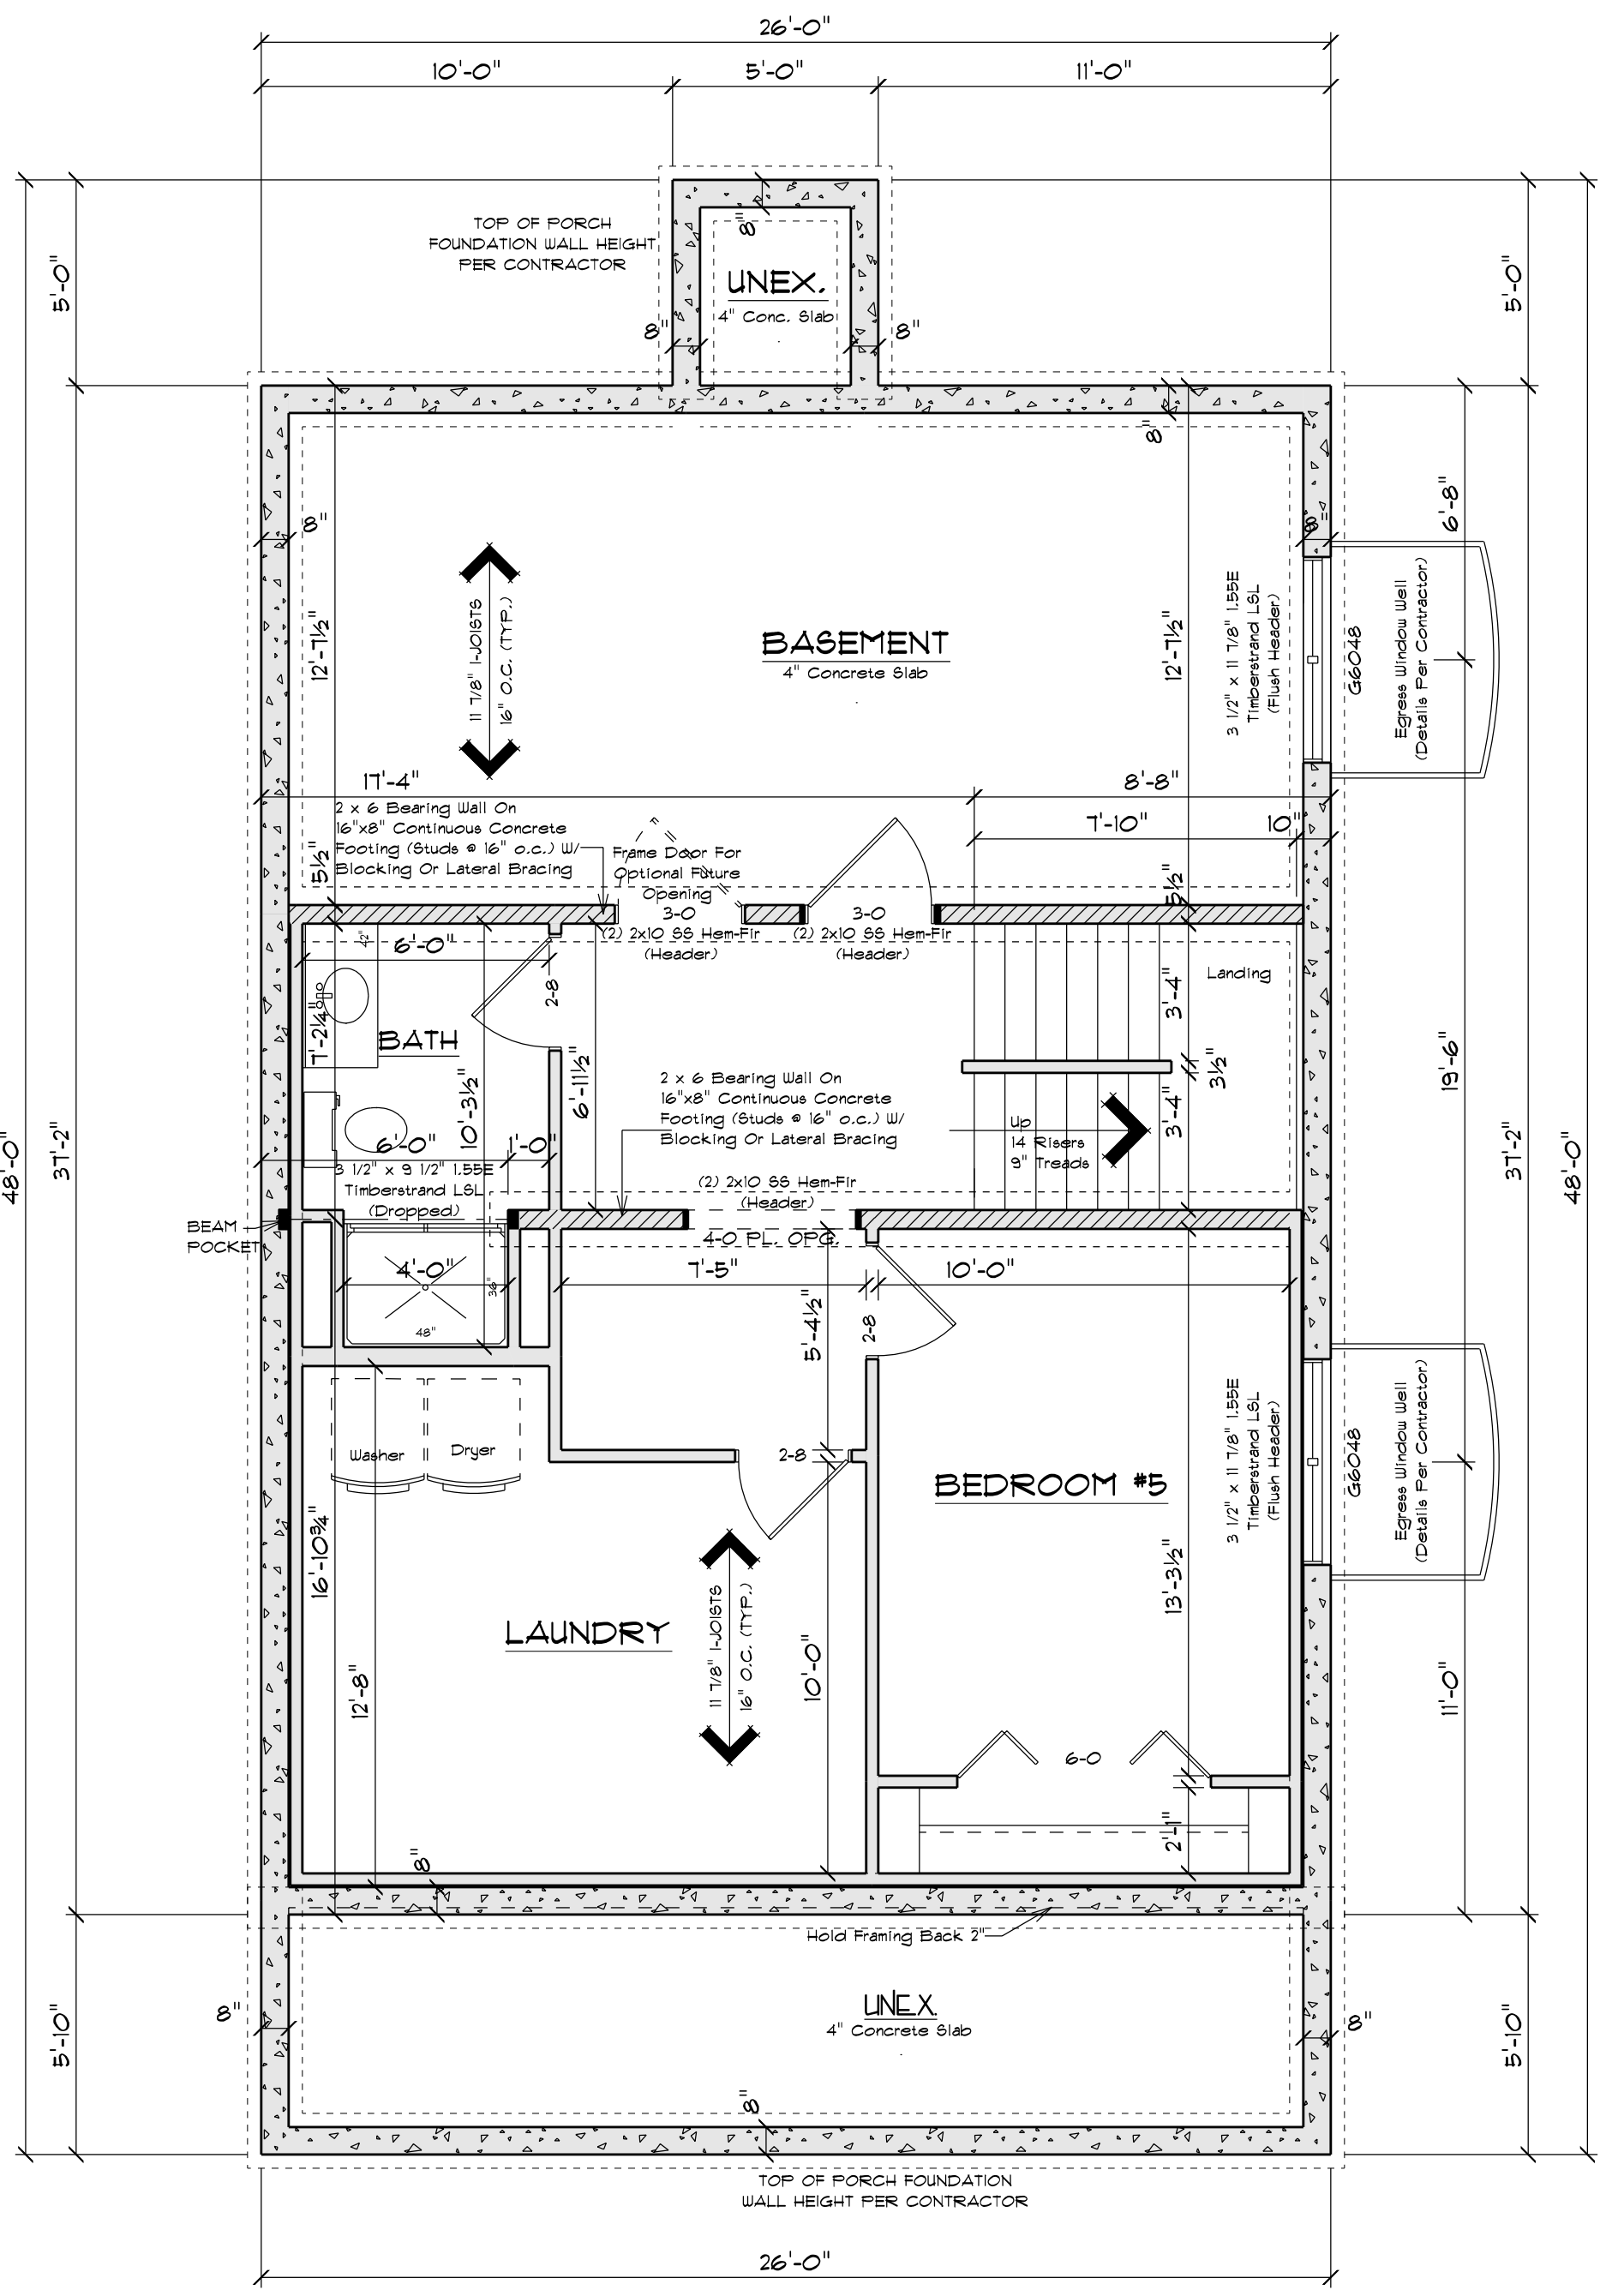 26'-0"
10'-0"
5'-0"
11'-0"
TOP OF PORCH
FOUNDATION WALL HEIGHT
PER CONTRACTOR
8"
UNEX.
4" Conc. Slab
8"
8"
5'-0"
5'-0"
8"
8"
8"
6'-8"
12'-7½"
11 7/8" I-JOISTS
16" O.C. (TYP.)
BASEMENT
4" Concrete Slab
12'-7½"
3 1/2" x 11 7/8" 1.55E
Timberstrand LSL
(Flush Header)
G6048
Egress Window Well
(Details Per Contractor)
17'-4"
8'-8"
7'-10"
10"
2 x 6 Bearing Wall On
16"x8" Continuous Concrete
Footing (Studs @ 16" o.c.) W/
Blocking Or Lateral Bracing
5½"
Frame Door For
Optional Future
Opening
5½"
3-0
(2) 2x10 SS Hem-Fir
(Header)
3-0
(2) 2x10 SS Hem-Fir
(Header)
42"
6'-0"
2-8
Landing
3'-4"
7'-2¼"
BATH
10'-3½"
6'-11½"
2 x 6 Bearing Wall On
16"x8" Continuous Concrete
Footing (Studs @ 16" o.c.) W/
Blocking Or Lateral Bracing
3½"
3'-4"
Up
14 Risers
9" Treads
19'-6"
48'-0"
37'-2"
37'-2"
48'-0"
6'-0"
1'-0"
3 1/2" x 9 1/2" 1.55E
Timberstrand LSL
(Dropped)
(2) 2x10 SS Hem-Fir
(Header)
BEAM
POCKET
4-0 PL. OPG.
4'-0"
36"
48"
7'-5"
10'-0"
5'-4½"
2-8
Washer
Dryer
2-8
BEDROOM #5
3 1/2" x 11 7/8" 1.55E
Timberstrand LSL
(Flush Header)
G6048
Egress Window Well
(Details Per Contractor)
16'-10¾"
13'-3½"
LAUNDRY
11 7/8" I-JOISTS
16" O.C. (TYP.)
12'-8"
10'-0"
11'-0"
6-0
2'-1"
8"
Hold Framing Back 2"
UNEX.
4" Concrete Slab
8"
8"
5'-10"
5'-10"
8"
TOP OF PORCH FOUNDATION
WALL HEIGHT PER CONTRACTOR
26'-0"